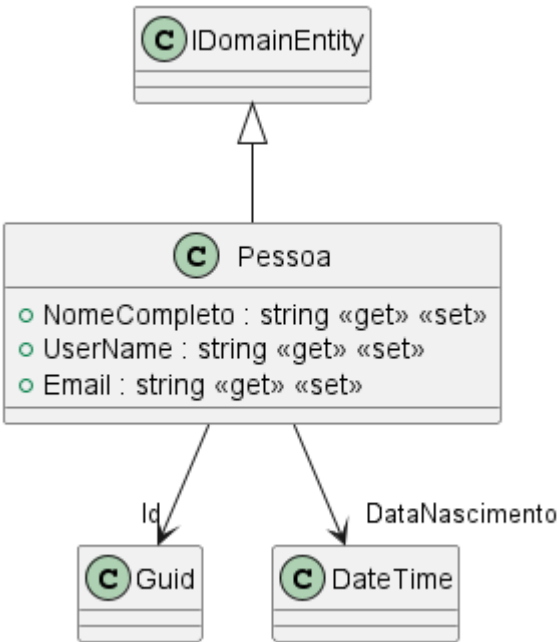 C IDomainEntity
C Pessoa
NomeCompleto : string «get» «set»
UserName : string «get» «set»
Email : string «get» «set»
Id
DataNascimento
C Guid
C DateTime